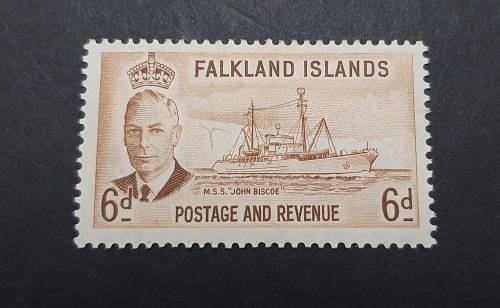 FALKLAND ISLANDS
M.S.S. "JOHN BISCOE"
6d POSTAGE AND REVENUE 6d